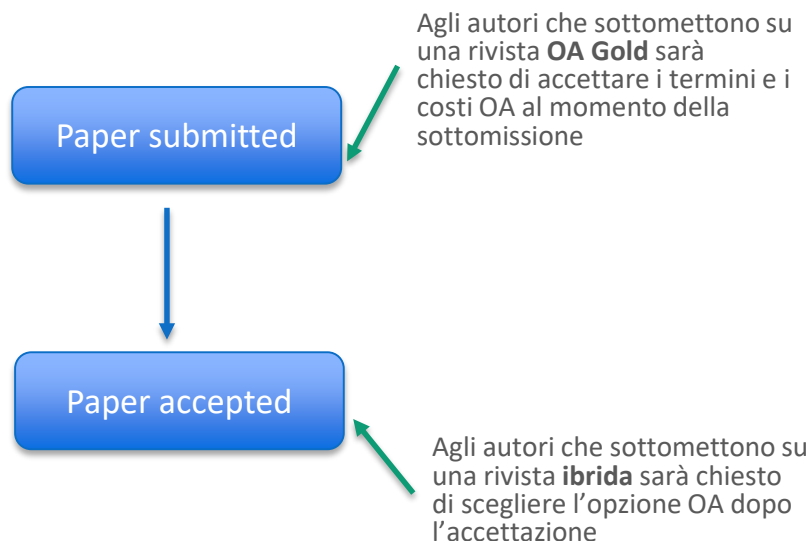 Agli autori che sottomettono su
una rivista OA Gold sarà
chiesto di accettare i termini e i
costi OA al momento della
sottomissione
Paper submitted
Paper accepted
Agli autori che sottomettono su
una rivista ibrida sarà chiesto
di scegliere l’opzione OA dopo
l’accettazione